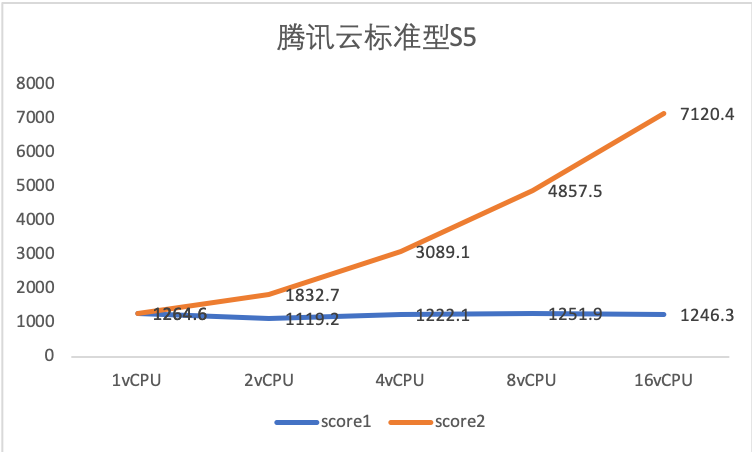 腾讯云标准型S5
8000
7000
6000
5000
4000
3000
2000
1000
0
7120.4
4857.5
3089.1
1832.7
1264.6
1119.2
1222.1
1251.9
1246.3
1vCPU
2vCPU
4vCPU
8vCPU
16vCPU
score1
score2